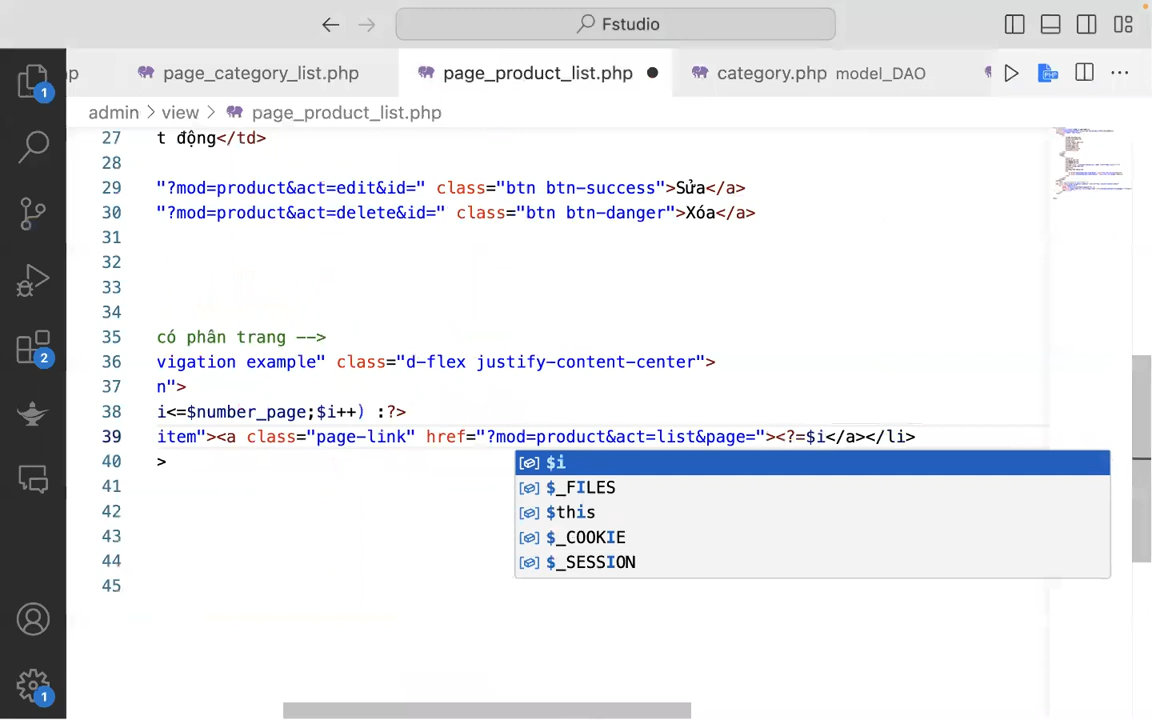 Fstudio
p
page_category_list.php
page_product_list.php
category.php model_DAO
PHP
admin > view > page_product_list.php
27 t động</td>
28
29 "?mod=product&act=edit&id=" class="btn btn-success">Sửa</a>
30 "?mod=product&act=delete&id=" class="btn btn-danger">Xóa</a>
31
32
33
34
35 có phân trang -->
36 vigation example" class="d-flex justify-content-center">
37 n">
38 i<=$number_page;$i++) :?>
39 item"><a class="page-link" href="?mod=product&act=list&page="><?=$i</a></li>
40 >
41
42
43
44
45
$i
$_FILES
$this
$_COOKIE
$_SESSION
1
2
1